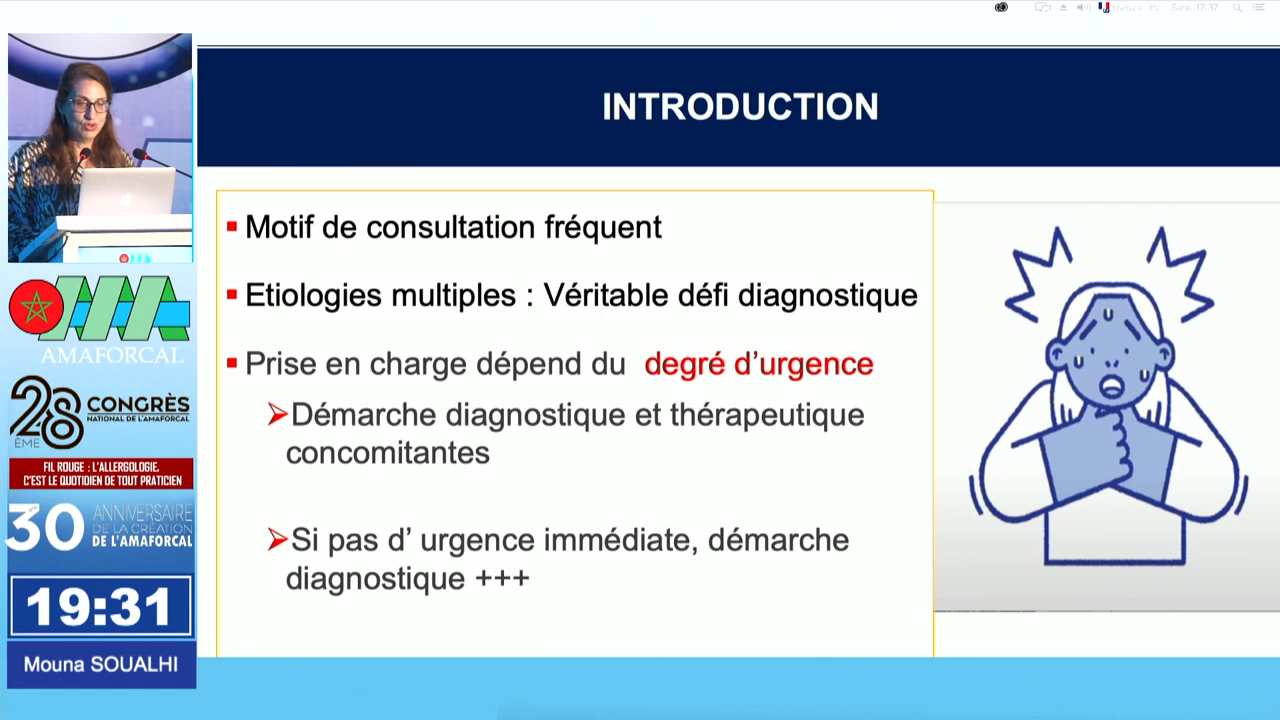 INTRODUCTION
Motif de consultation fréquent
Etiologies multiples : Véritable défi diagnostique
Prise en charge dépend du degré d’urgence
Démarche diagnostique et thérapeutique
concomitantes
Si pas d’ urgence immédiate, démarche
diagnostique +++
AMAFORCAL
28
ÈME
CONGRÈS
NATIONAL DE L'AMAFORCAL
FIL ROUGE : L'ALLERGOLOGIE,
C'EST LE QUOTIDIEN DE TOUT PRATICIEN
30
ANNIVERSAIRE
DE LA CRÉATION
DE L'AMAFORCAL
19:31
Mouna SOUALHI